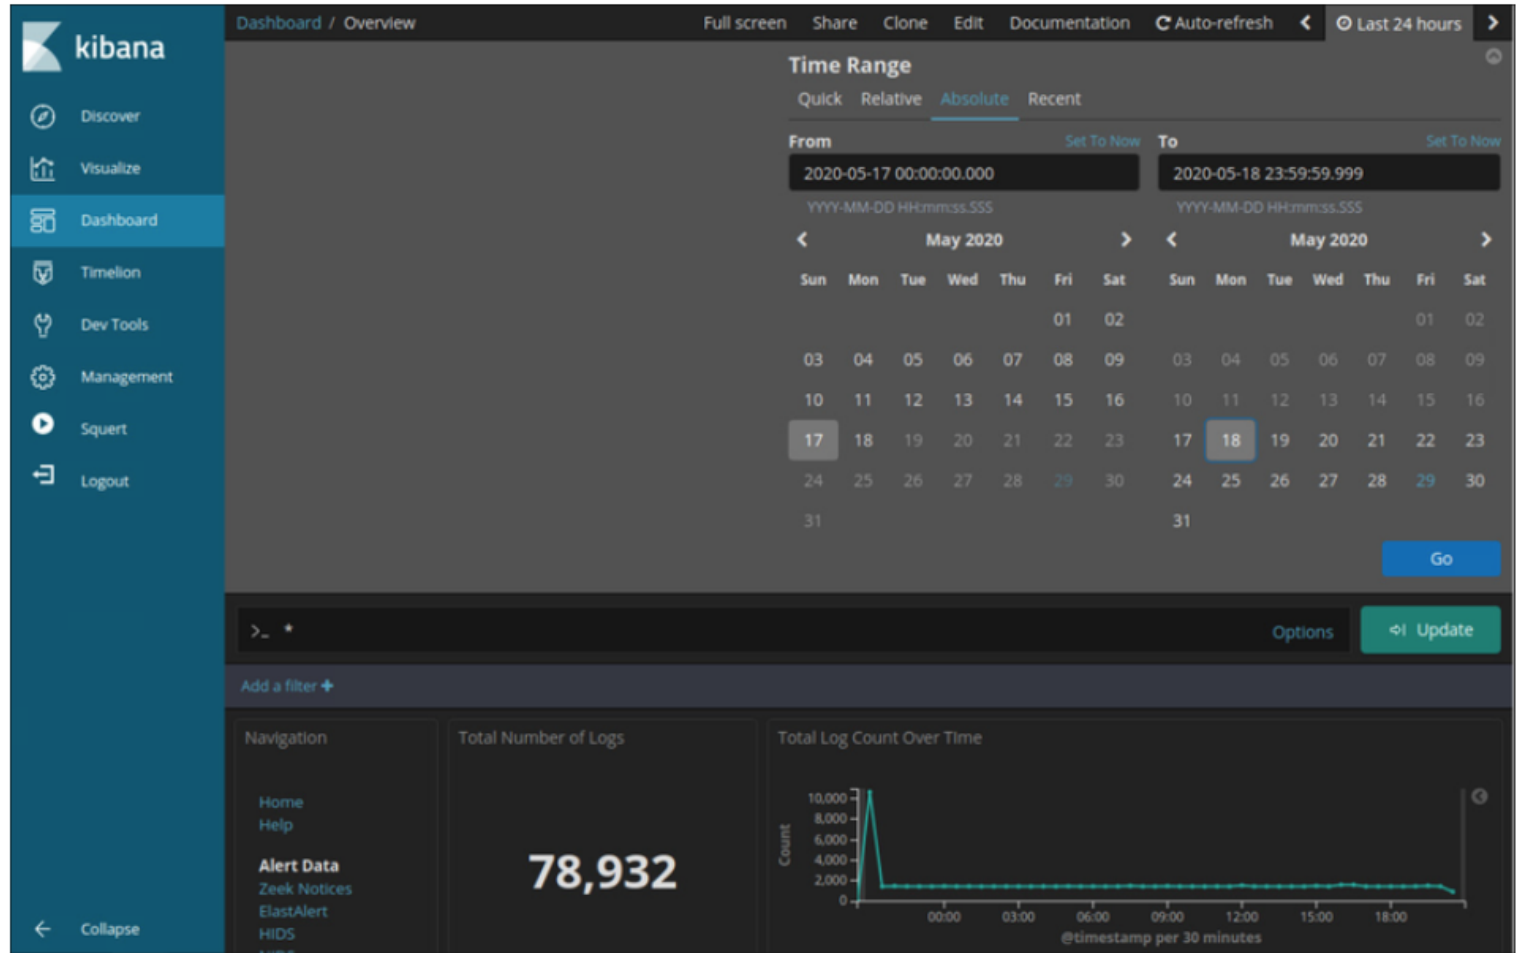 kibana
Discover
Visualize
Dashboard
Timelion
Dev Tools
Management
Squert
Logout
Collapse
Dashboard / Overview
Full screen Share Clone Edit Documentation Auto-refresh Last 24 hours
Time Range
Quick Relative Absolute Recent
From Set To Now To Set To Now
2020-05-17 00:00:00.000 2020-05-18 23:59:59.999
YYYY-MM-DD HH:mm:ss.SSS YYYY-MM-DD HH:mm:ss.SSS
May 2020 May 2020
Sun Mon Tue Wed Thu Fri Sat Sun Mon Tue Wed Thu Fri Sat
01 02 01 02
03 04 05 06 07 08 09 03 04 05 06 07 08 09
10 11 12 13 14 15 16 10 11 12 13 14 15 16
17 18 19 20 21 22 23 17 18 19 20 21 22 23
24 25 26 27 28 29 30 24 25 26 27 28 29 30
31 31
Go
>_ * Options Update
Add a filter +
Navigation
Home
Help
Alert Data
Zeek Notices
ElastAlert
HIDS
Total Number of Logs
78,932
Total Log Count Over TIme
Count
10,000
8,000
6,000
4,000
2,000
0
00:00 03:00 06:00 09:00 12:00 15:00 18:00
@timestamp per 30 minutes